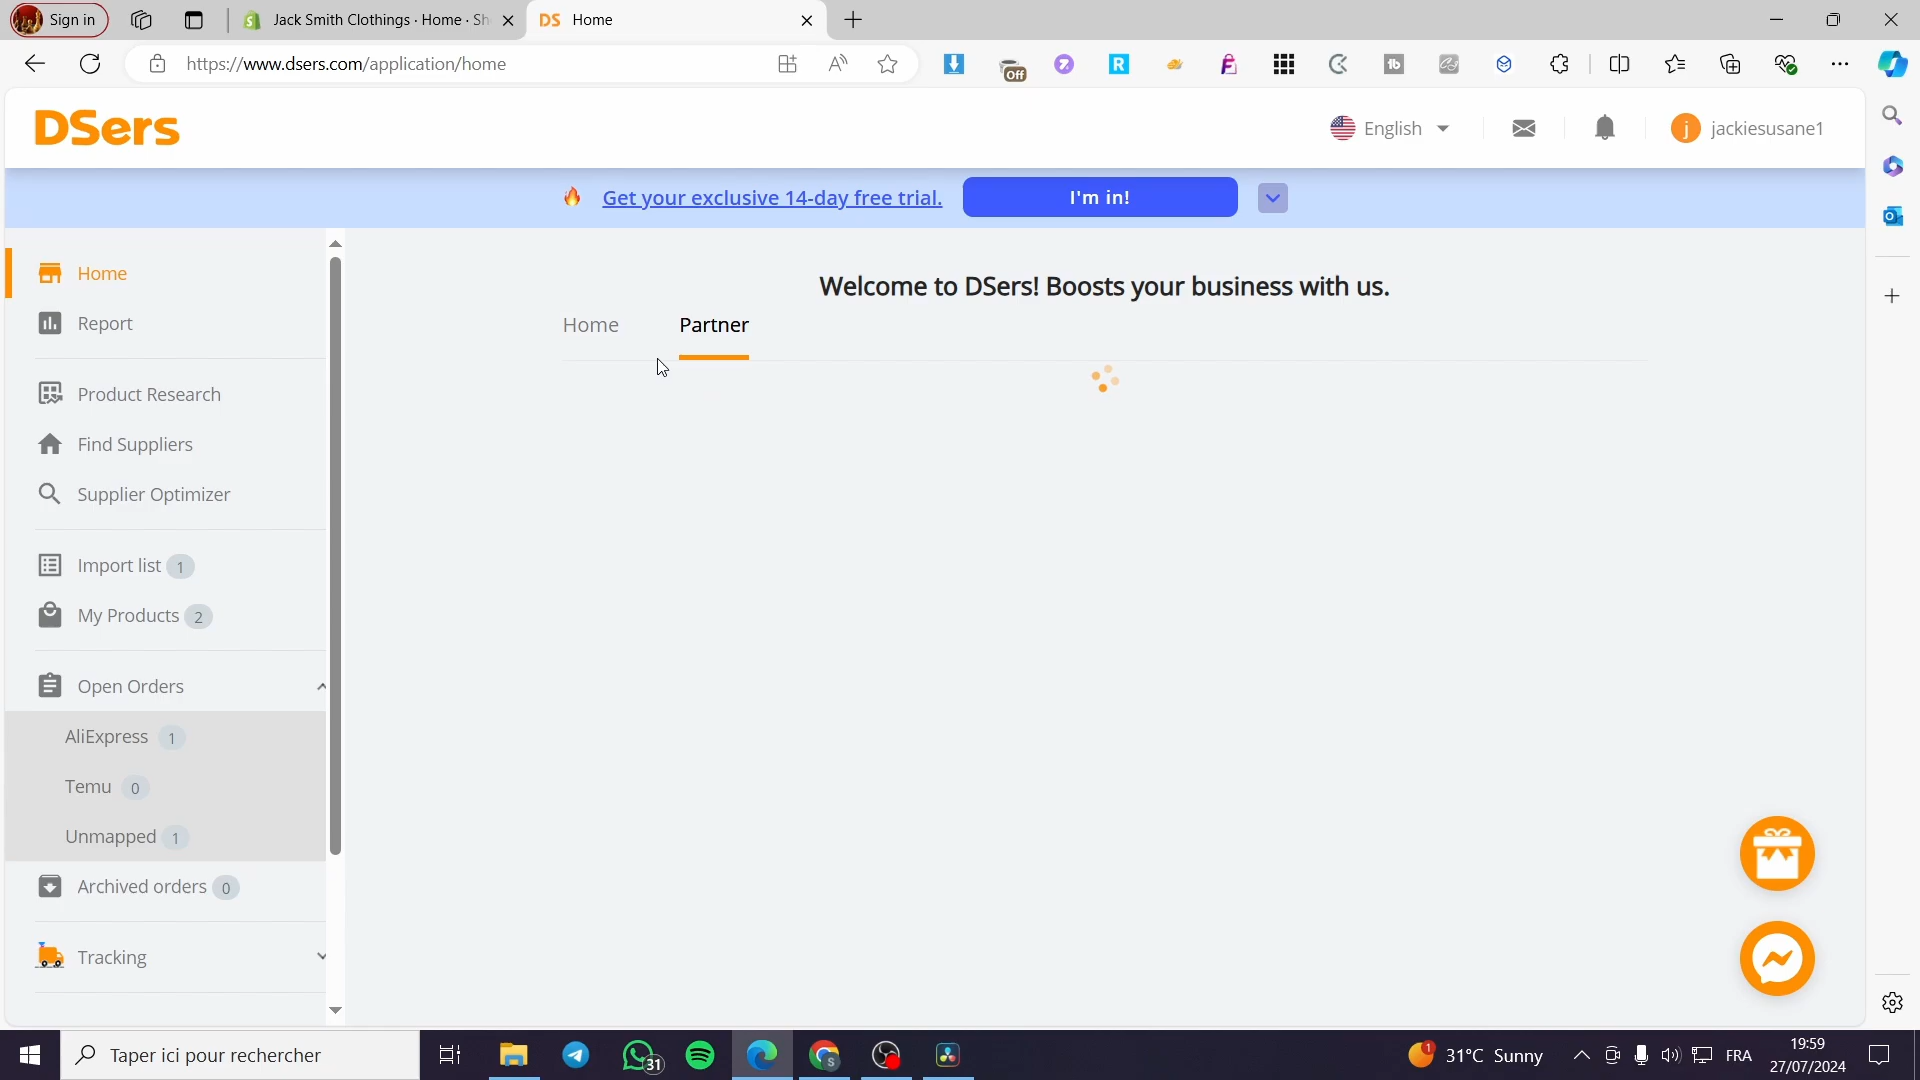 Sign in
Jack Smith Clothings · Home · Sh
DS Home
https://www.dsers.com/application/home
Off
R
tb
DSers
English
j jackiesusane1
Get your exclusive 14-day free trial.
I'm in!
Home
Report
Product Research
Find Suppliers
Supplier Optimizer
Import list 1
My Products 2
Open Orders
AliExpress 1
Temu 0
Unmapped 1
Archived orders 0
Tracking
Welcome to DSers! Boosts your business with us.
Home Partner
Taper ici pour rechercher
31
S
1
31°C Sunny
FRA
19:59
27/07/2024